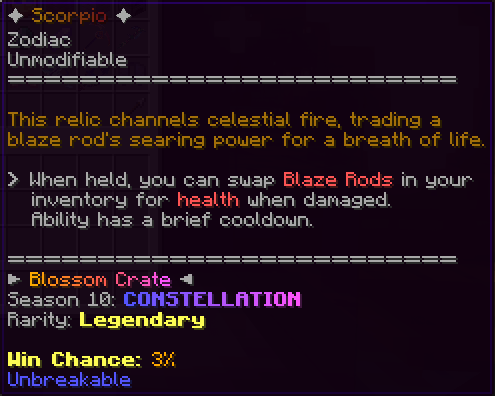 ✦ Scorpio ✦
Zodiac
Unmodifiable
==========================
This relic channels celestial fire, trading a
blaze rod's searing power for a breath of life.
> When held, you can swap Blaze Rods in your
inventory for health when damaged.
Ability has a brief cooldown.
==========================
► Blossom Crate ◄
Season 10: CONSTELLATION
Rarity: Legendary
Win Chance: 3%
Unbreakable